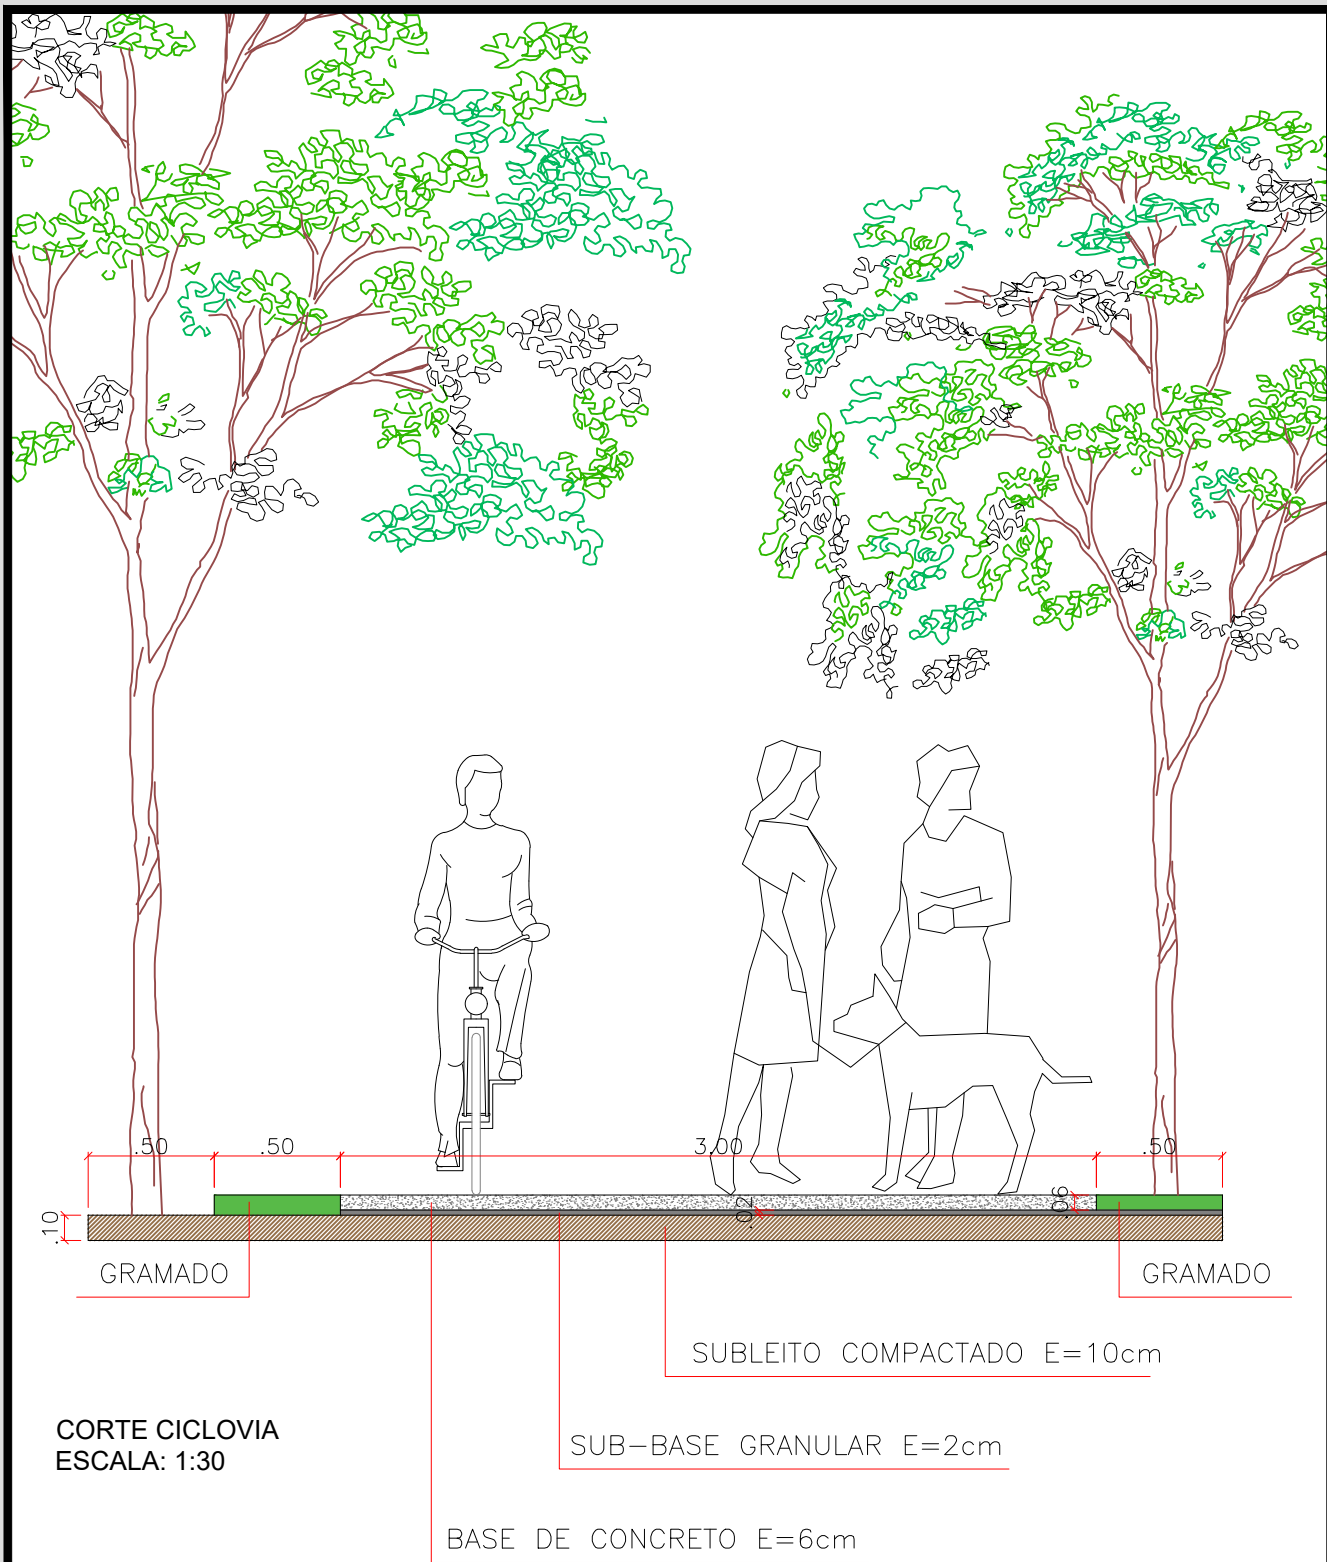 .50 .50 3.00 .50
.10 .02 .06
GRAMADO GRAMADO
SUBLEITO COMPACTADO E=10cm
CORTE CICLOVIA
ESCALA: 1:30
SUB-BASE GRANULAR E=2cm
BASE DE CONCRETO E=6cm